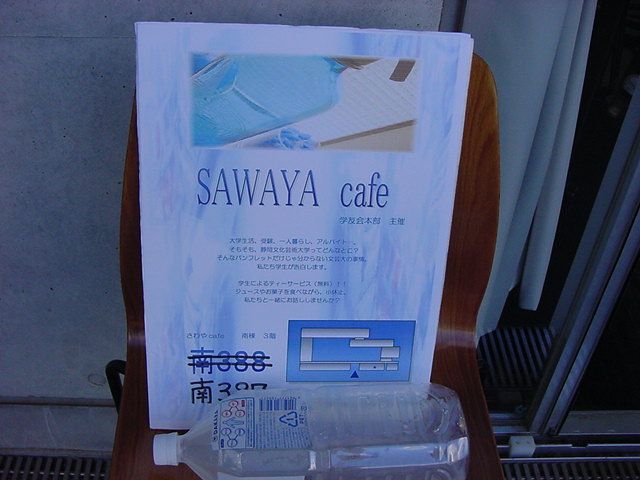 SAWAYA cafe
学友会本部 主催
大学生活、受験、一人暮らし、アルバイト…。
そもそも、静岡文化芸術大学ってどんなとこ？
そんなパンフレットだけじゃ分からない文芸大の事情。
私たち学生が告白します。
学生によるティーサービス（無料）！！
ジュースやお菓子を食べながら、小休止。
私たちと一緒にお話ししませんか？
さわやcafe 南棟 3階
南388
南387